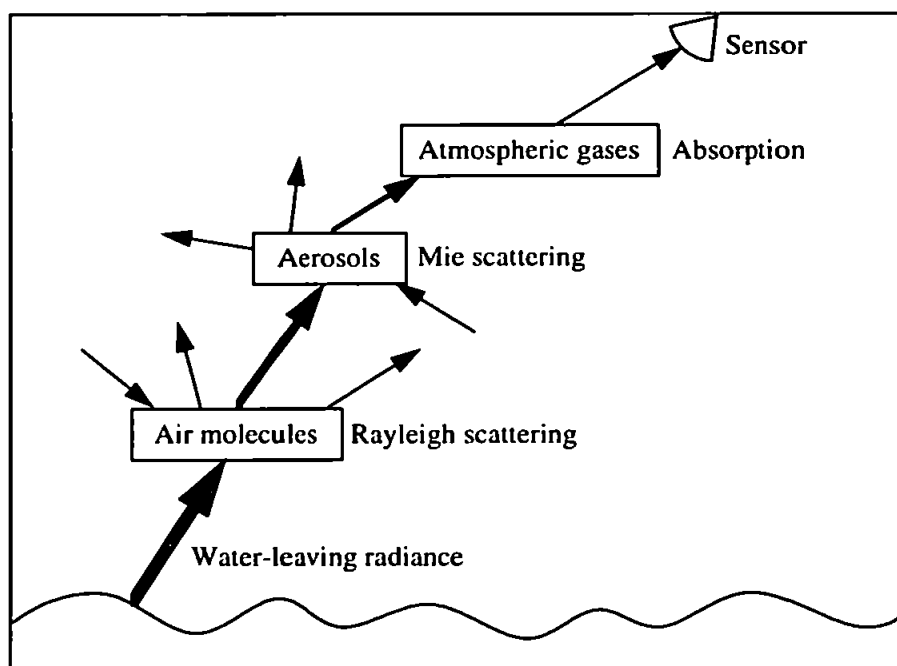 Sensor
Atmospheric gases Absorption
Aerosols Mie scattering
Air molecules Rayleigh scattering
Water-leaving radiance